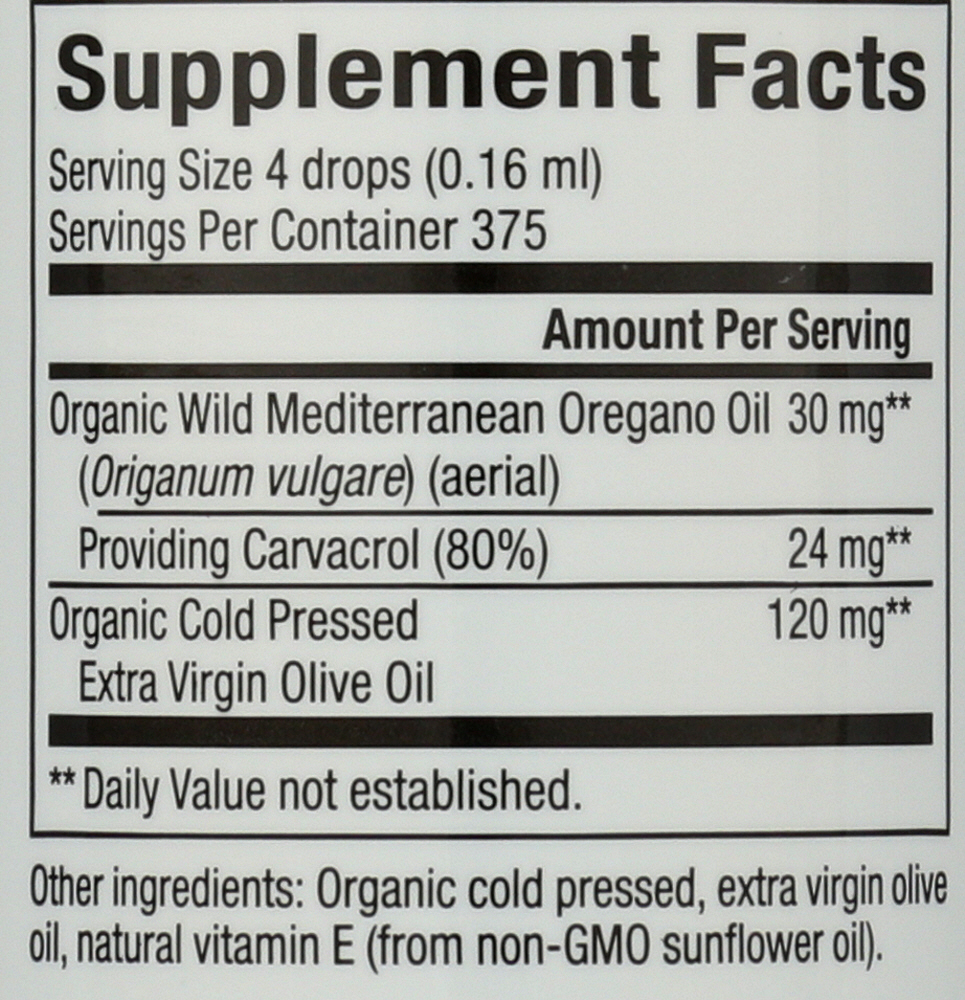 Supplement Facts
Serving Size 4 drops (0.16 ml)
Servings Per Container 375
Amount Per Serving
Organic Wild Mediterranean Oregano Oil 30 mg**
(Origanum vulgare) (aerial)
Providing Carvacrol (80%) 24 mg**
Organic Cold Pressed 120 mg**
Extra Virgin Olive Oil
** Daily Value not established.
Other ingredients: Organic cold pressed, extra virgin olive
oil, natural vitamin E (from non-GMO sunflower oil).